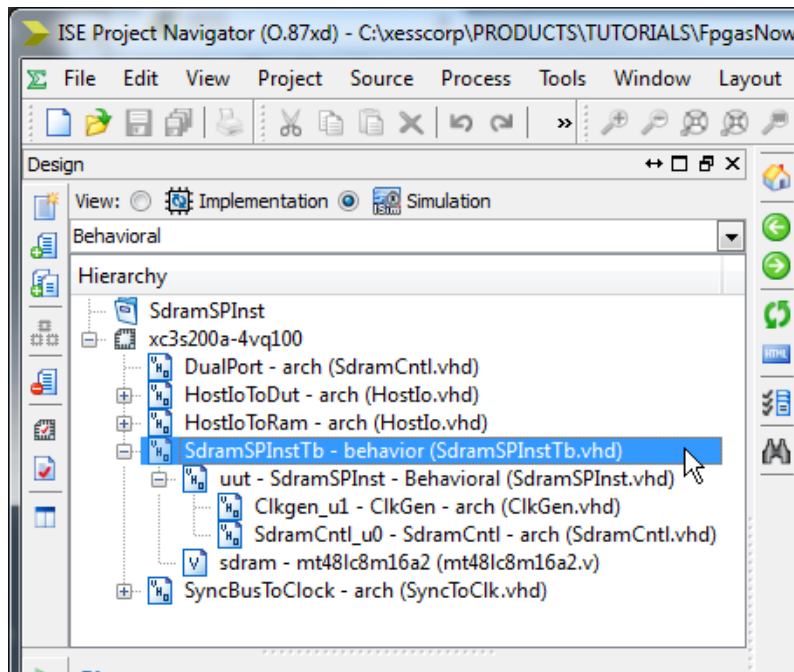 ISE Project Navigator (O.87xd) - C:\xesscorp\PRODUCTS\TUTORIALS\FpgasNow
File Edit View Project Source Process Tools Window Layout
»
Design
View: Implementation Simulation
Behavioral
Hierarchy
SdramSPInst
xc3s200a-4vq100
DualPort - arch (SdramCntl.vhd)
HostIoToDut - arch (HostIo.vhd)
HostIoToRam - arch (HostIo.vhd)
SdramSPInstTb - behavior (SdramSPInstTb.vhd)
uut - SdramSPInst - Behavioral (SdramSPInst.vhd)
Clkgen_u1 - ClkGen - arch (ClkGen.vhd)
SdramCntl_u0 - SdramCntl - arch (SdramCntl.vhd)
sdram - mt48lc8m16a2 (mt48lc8m16a2.v)
SyncBusToClock - arch (SyncToClk.vhd)